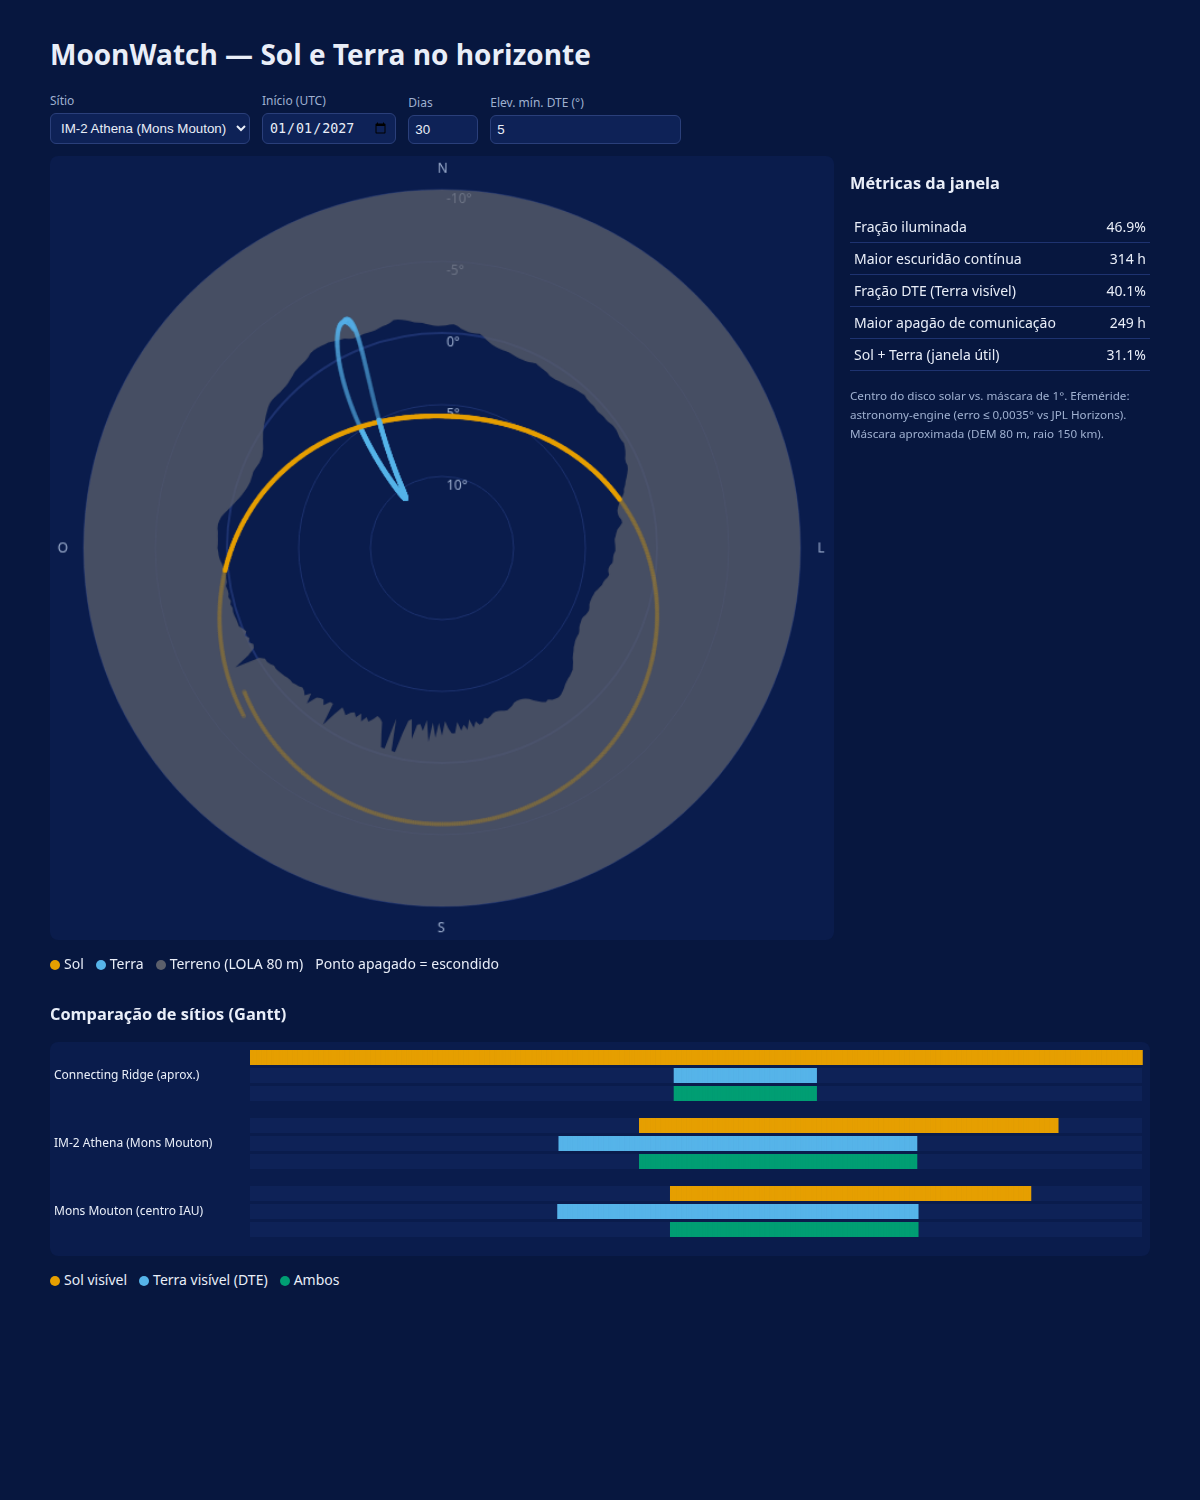 MoonWatch — Sol e Terra no horizonte
Sítio
Início (UTC)
Dias
Elev. mín. DTE (°)
IM-2 Athena (Mons Mouton)
01/01/2027
30
5
N
-10°
-5°
0°
5°
10°
O
L
S
Métricas da janela
Fração iluminada 46.9%
Maior escuridão contínua 314 h
Fração DTE (Terra visível) 40.1%
Maior apagão de comunicação 249 h
Sol + Terra (janela útil) 31.1%
Centro do disco solar vs. máscara de 1°. Efeméride:
astronomy-engine (erro ≤ 0,0035° vs JPL Horizons).
Máscara aproximada (DEM 80 m, raio 150 km).
Sol Terra Terreno (LOLA 80 m) Ponto apagado = escondido
Comparação de sítios (Gantt)
Connecting Ridge (aprox.)
IM-2 Athena (Mons Mouton)
Mons Mouton (centro IAU)
Sol visível Terra visível (DTE) Ambos